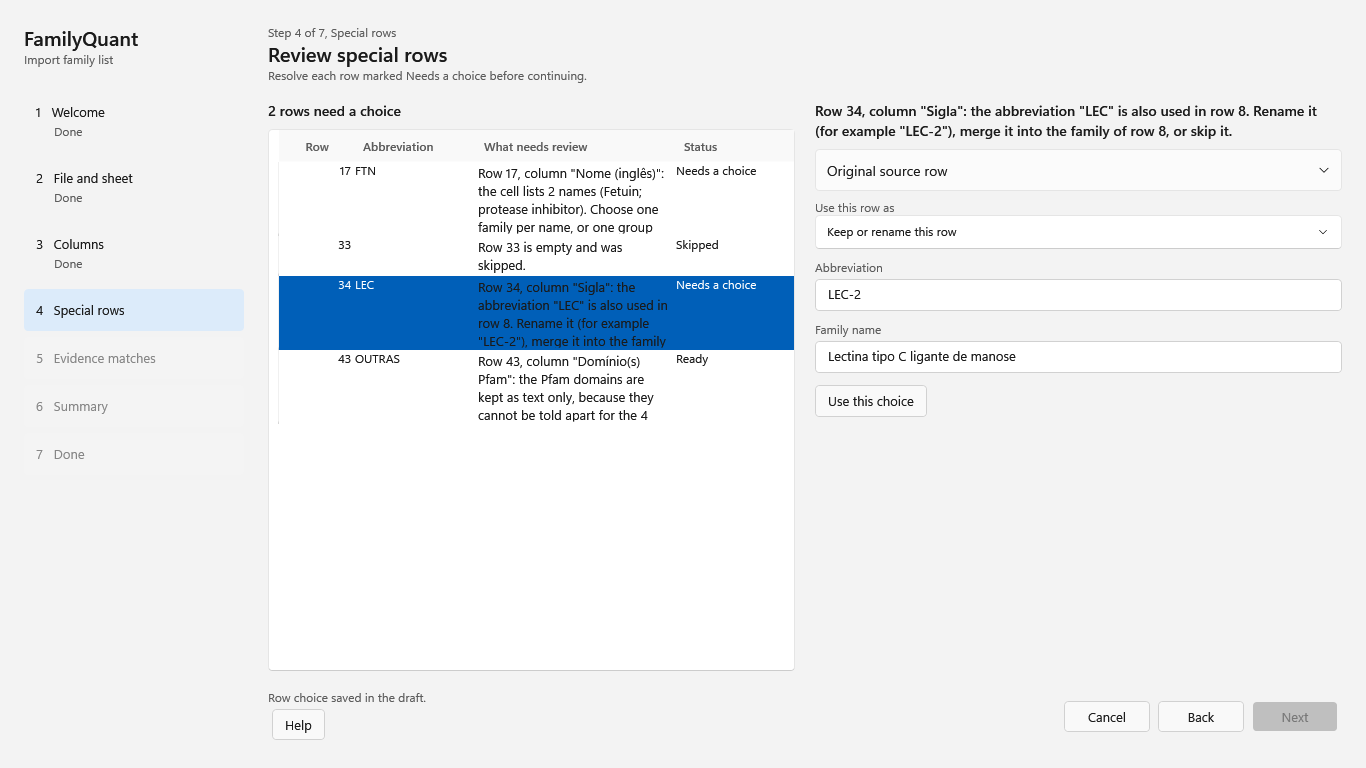 FamilyQuant
Import family list
1 Welcome
Done
2 File and sheet
Done
3 Columns
Done
4 Special rows
5 Evidence matches
6 Summary
7 Done
Step 4 of 7, Special rows
Review special rows
Resolve each row marked Needs a choice before continuing.
2 rows need a choice
Row Abbreviation What needs review Status
17 FTN Row 17, column "Nome (inglês)": Needs a choice
the cell lists 2 names (Fetuin;
protease inhibitor). Choose one
family per name, or one group
33 Row 33 is empty and was Skipped
skipped.
34 LEC Row 34, column "Sigla": the Needs a choice
abbreviation "LEC" is also used in
row 8. Rename it (for example
"LEC-2"), merge it into the family
43 OUTRAS Row 43, column "Domínio(s) Ready
Pfam": the Pfam domains are
kept as text only, because they
cannot be told apart for the 4
Row choice saved in the draft.
Help
Row 34, column "Sigla": the abbreviation "LEC" is also used in row 8. Rename it
(for example "LEC-2"), merge it into the family of row 8, or skip it.
Original source row
Use this row as
Keep or rename this row
Abbreviation
LEC-2
Family name
Lectina tipo C ligante de manose
Use this choice
Cancel Back Next